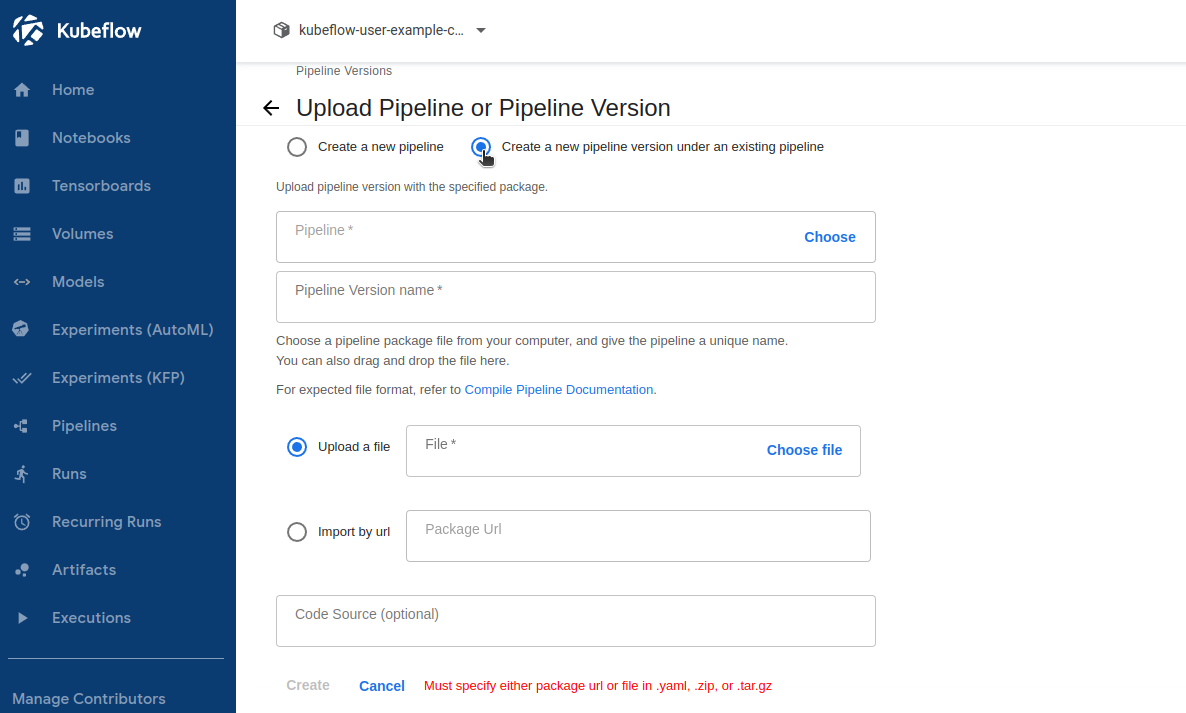 Kubeflow
kubeflow-user-example-c...
Home
Notebooks
Tensorboards
Volumes
Models
Experiments (AutoML)
Experiments (KFP)
Pipelines
Runs
Recurring Runs
Artifacts
Executions
Manage Contributors
Pipeline Versions
Upload Pipeline or Pipeline Version
Create a new pipeline
Create a new pipeline version under an existing pipeline
Upload pipeline version with the specified package.
Pipeline *
Choose
Pipeline Version name *
Choose a pipeline package file from your computer, and give the pipeline a unique name.
You can also drag and drop the file here.
For expected file format, refer to Compile Pipeline Documentation.
Upload a file
File *
Choose file
Import by url
Package Url
Code Source (optional)
Create
Cancel
Must specify either package url or file in .yaml, .zip, or .tar.gz